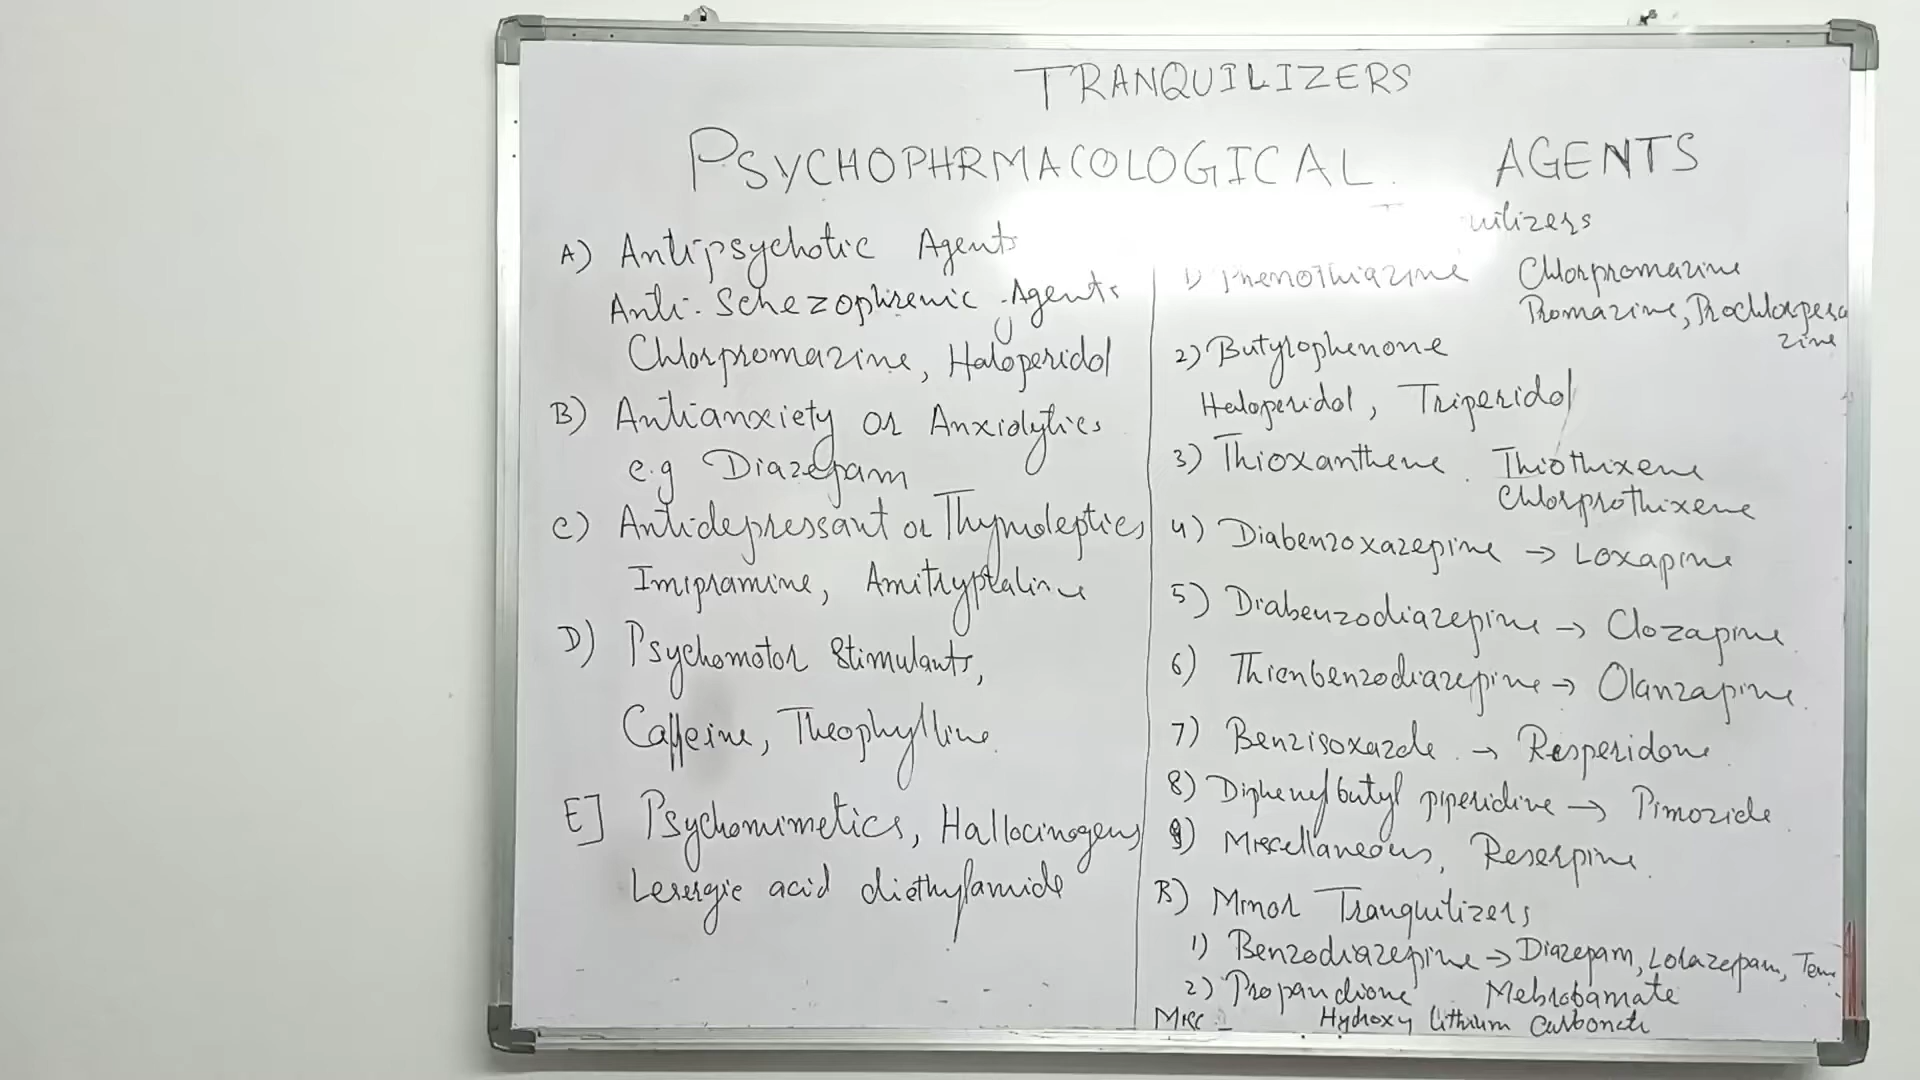 TRANQUILIZERS
PSYCHOPHRMACOLOGICAL AGENTS
A) Antipsychotic Agents
Anti-Schezophrenic Agents
Chlorpromazine, Haloperidol
B) Antianxiety or Anxiolytics
e.g Diazepam
C) Antidepressant or Thymoleptics
Imipramine, Amitryptaline
D) Psychomotor Stimulants,
Caffeine, Theophylline
E] Psychomimetics, Hallocinogens
Lesergic acid diethylamide
uilizers
1) Phenothiazine Chlorpromazine
Promazine, Prochlorpera
zine
2) Butyrophenone
Haloperidol, Triperidol
3) Thioxanthene Thiothixene
Chlorprothixene
4) Diabenzoxazepine → Loxapine
5) Diabenzodiazepine → Clozapine
6) Thienbenzodiazepine → Olanzapine
7) Benzisoxazole → Resperidone
8) Diphenylbutyl piperidine → Pimozide
9) Miscellaneous, Reserpine
B) Minor Tranquilizers
1) Benzodiazepine → Diazepam, Lorazepam, Tem
2) Propandione Mebrobamate
Misc - Hydroxy lithium Carbonate